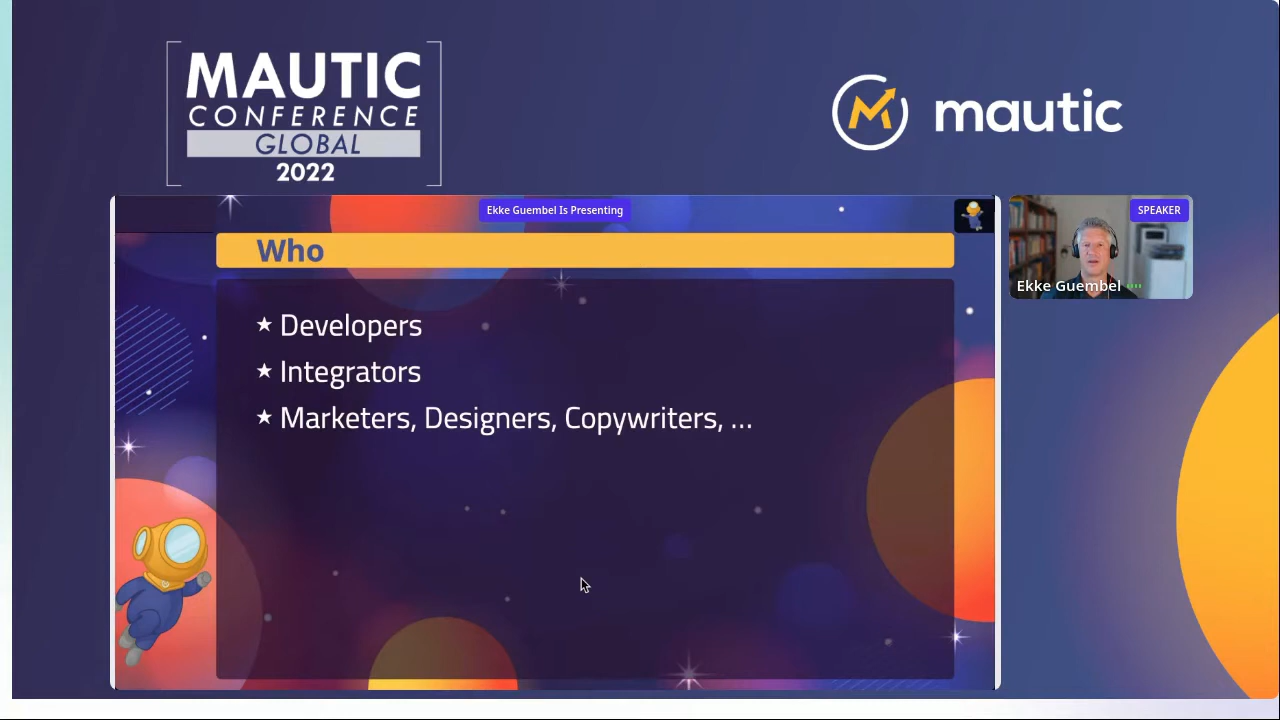 MAUTIC
CONFERENCE
GLOBAL
2022
mautic
Ekke Guembel Is Presenting
SPEAKER
Ekke Guembel
Who
Developers
Integrators
Marketers, Designers, Copywriters, ...